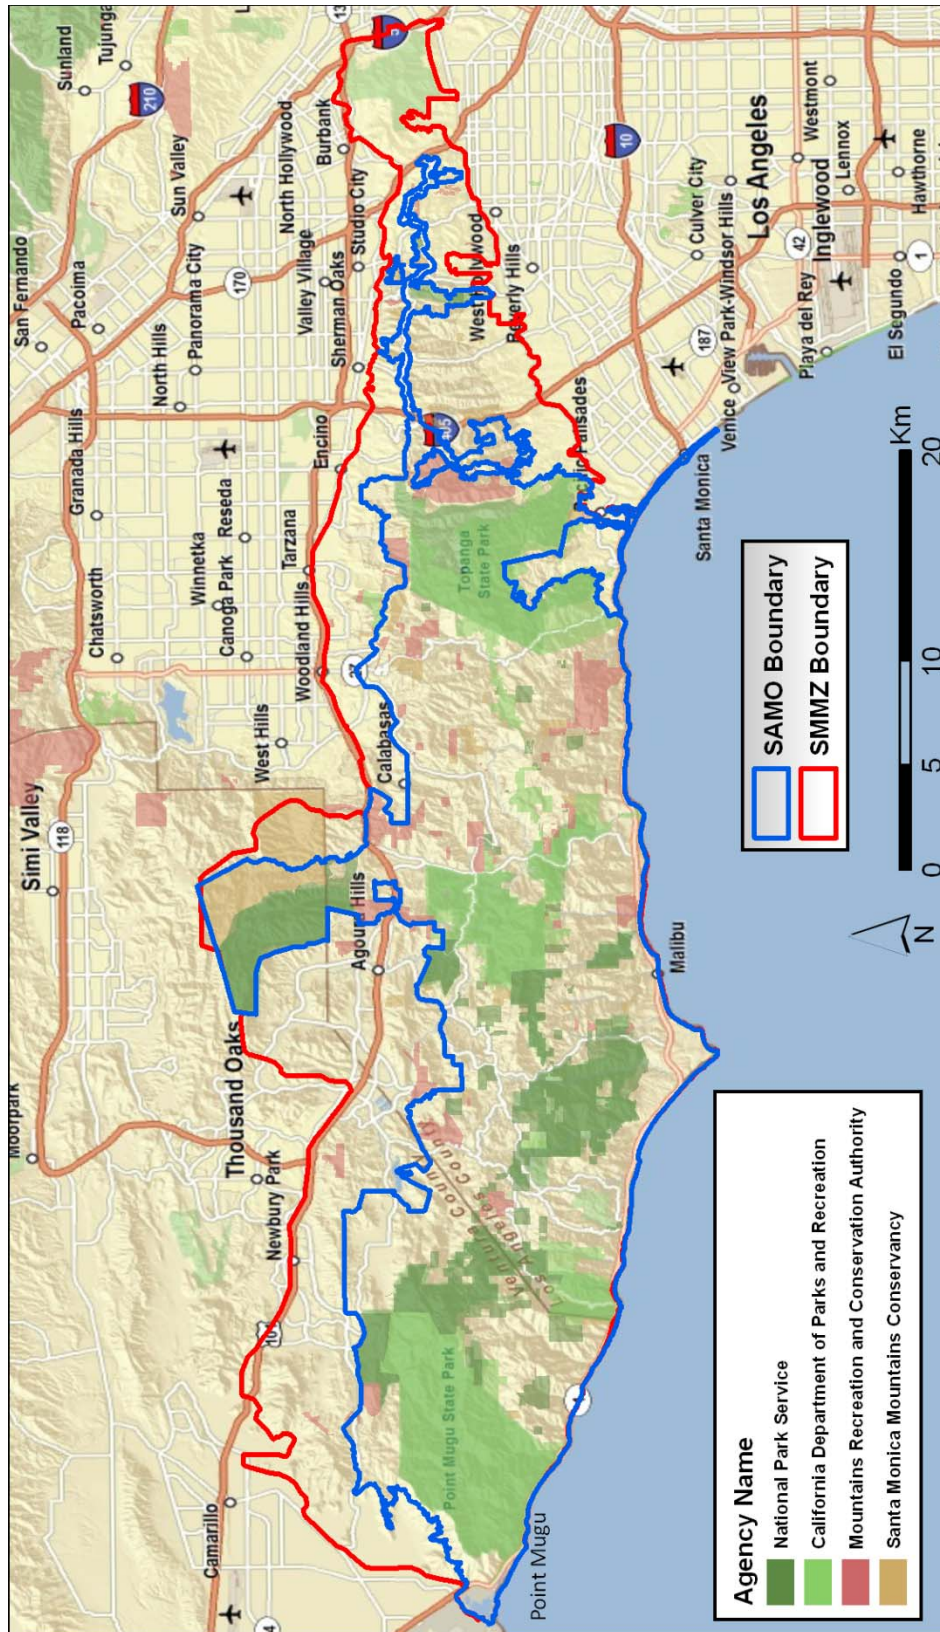 Moorpark
Simi Valley
118
Chatsworth
Granada Hills
San Fernando
Pacoima
Sunland
Tujunga
210
North Hills
Winnetka
Canoga Park
Reseda
Panorama City
Sun Valley
West Hills
170
North Hollywood
Camarillo
Thousand Oaks
Newbury Park
101
Woodland Hills
Tarzana
Encino
Sherman Oaks
Valley Village
Studio City
Burbank
5
Agoura Hills
Calabasas
27
405
Ventura County
Los Angeles County
Topanga
State Park
West Hollywood
Beverly Hills
Point Mugu State Park
1
Pacific Palisades
10
Point Mugu
Malibu
Santa Monica
Venice
187
Culver City
View Park-Windsor Hills
Los Angeles
Playa del Rey
42
Inglewood
Westmont
Lennox
El Segundo
1
Hawthorne
Agency Name
National Park Service
California Department of Parks and Recreation
Mountains Recreation and Conservation Authority
Santa Monica Mountains Conservancy
SAMO Boundary
SMMZ Boundary
N
0 5 10 20
Km